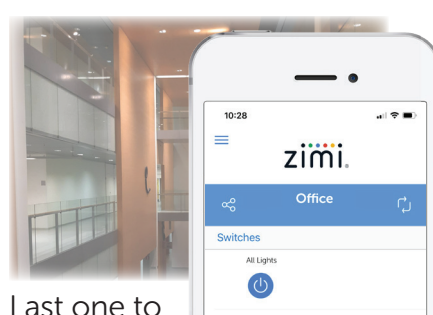 10:28
zimi.
Office
Switches
All Lights
Last one to